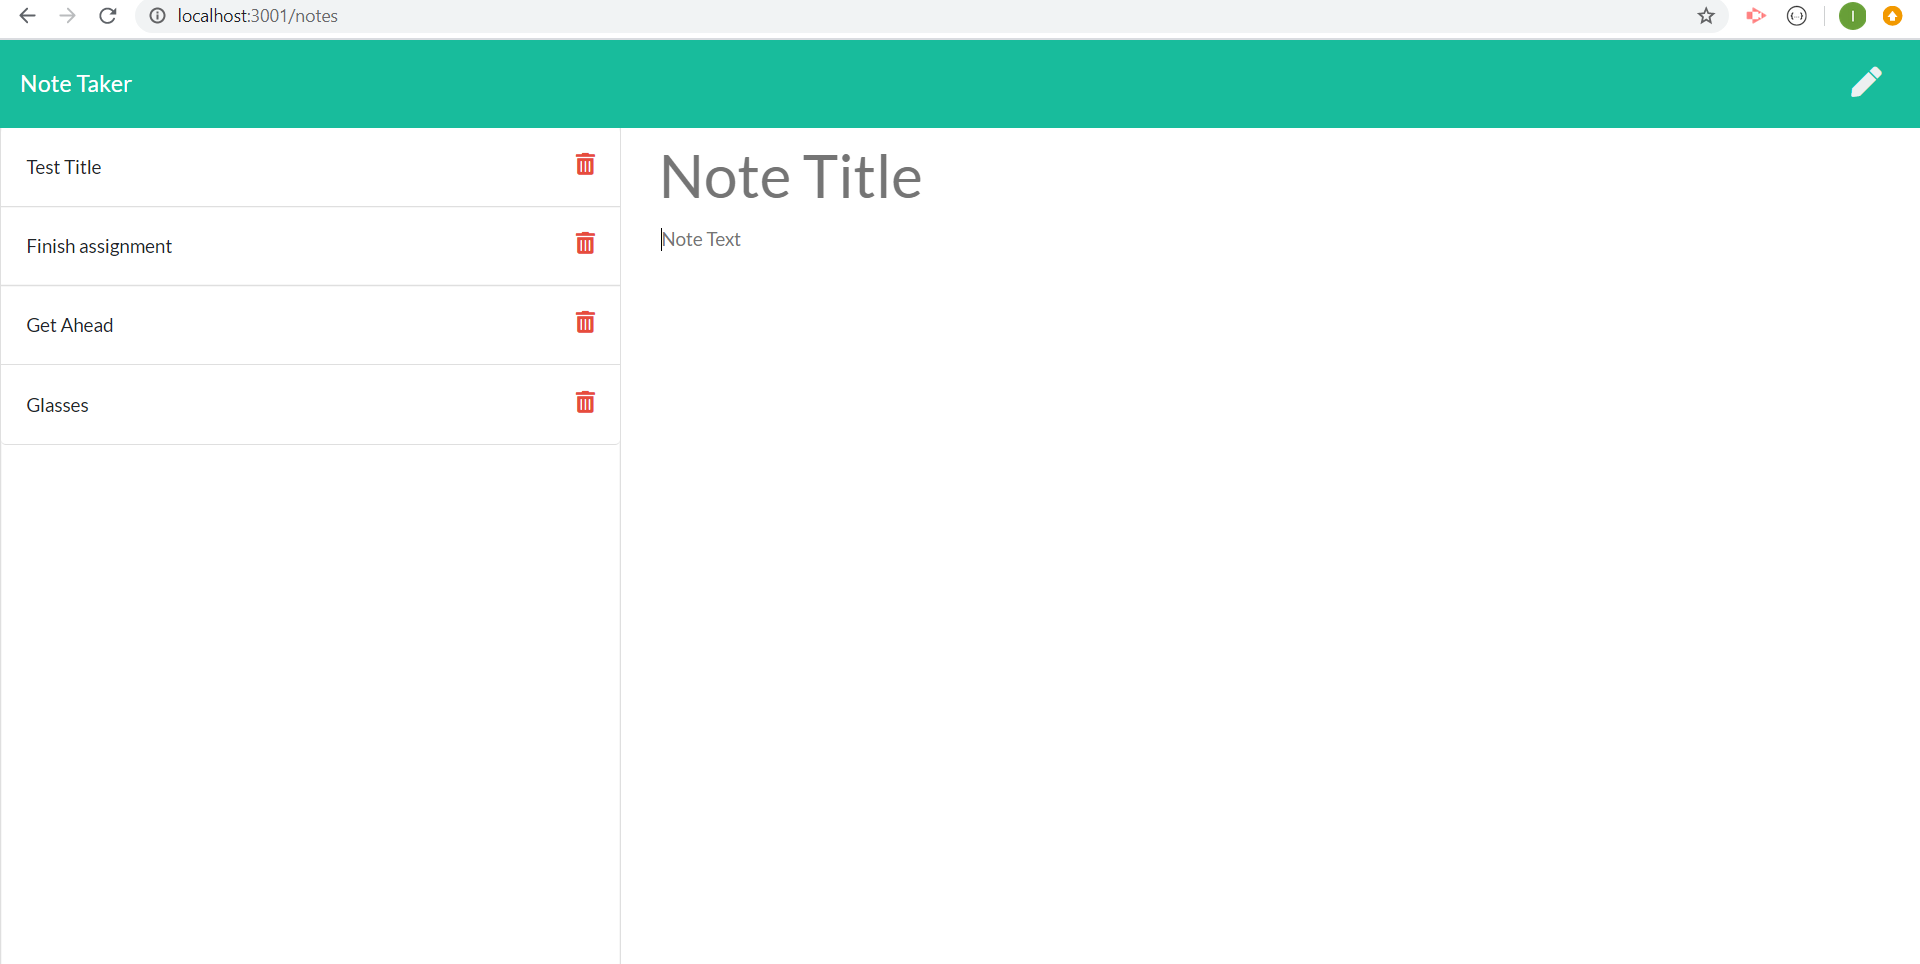 localhost:3001/notes
I
Note Taker
Test Title
Finish assignment
Get Ahead
Glasses
Note Title
Note Text